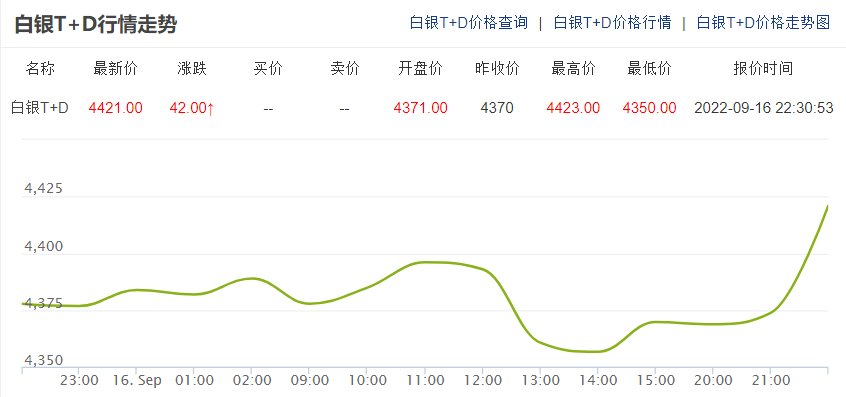 白银T+D行情走势 白银T+D价格查询 | 白银T+D价格行情 | 白银T+D价格走势图
名称 最新价 涨跌 买价 卖价 开盘价 昨收价 最高价 最低价 报价时间
白银T+D 4421.00 42.00↑ -- -- 4371.00 4370 4423.00 4350.00 2022-09-16 22:30:53
4,425
4,400
4,375
4,350
23:00 16. Sep 01:00 02:00 09:00 10:00 11:00 12:00 13:00 14:00 15:00 20:00 21:00